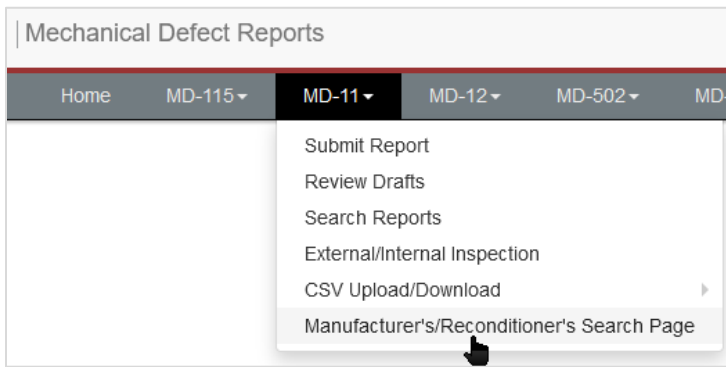 Mechanical Defect Reports
Home MD-115 MD-11 MD-12 MD-502 MD-
Submit Report
Review Drafts
Search Reports
External/Internal Inspection
CSV Upload/Download
Manufacturer's/Reconditioner's Search Page